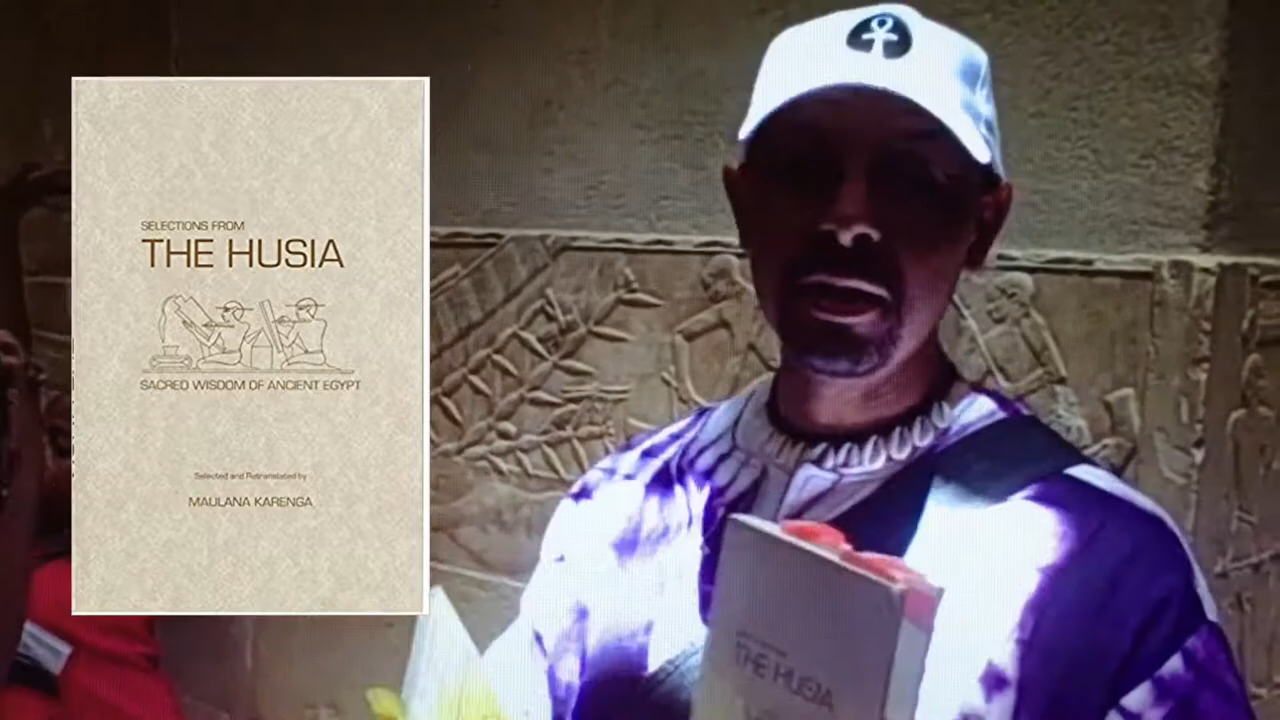 SELECTIONS FROM
THE HUSIA
SACRED WISDOM OF ANCIENT EGYPT
Selected and Retranslated by
MAULANA KARENGA
THE HUSIA